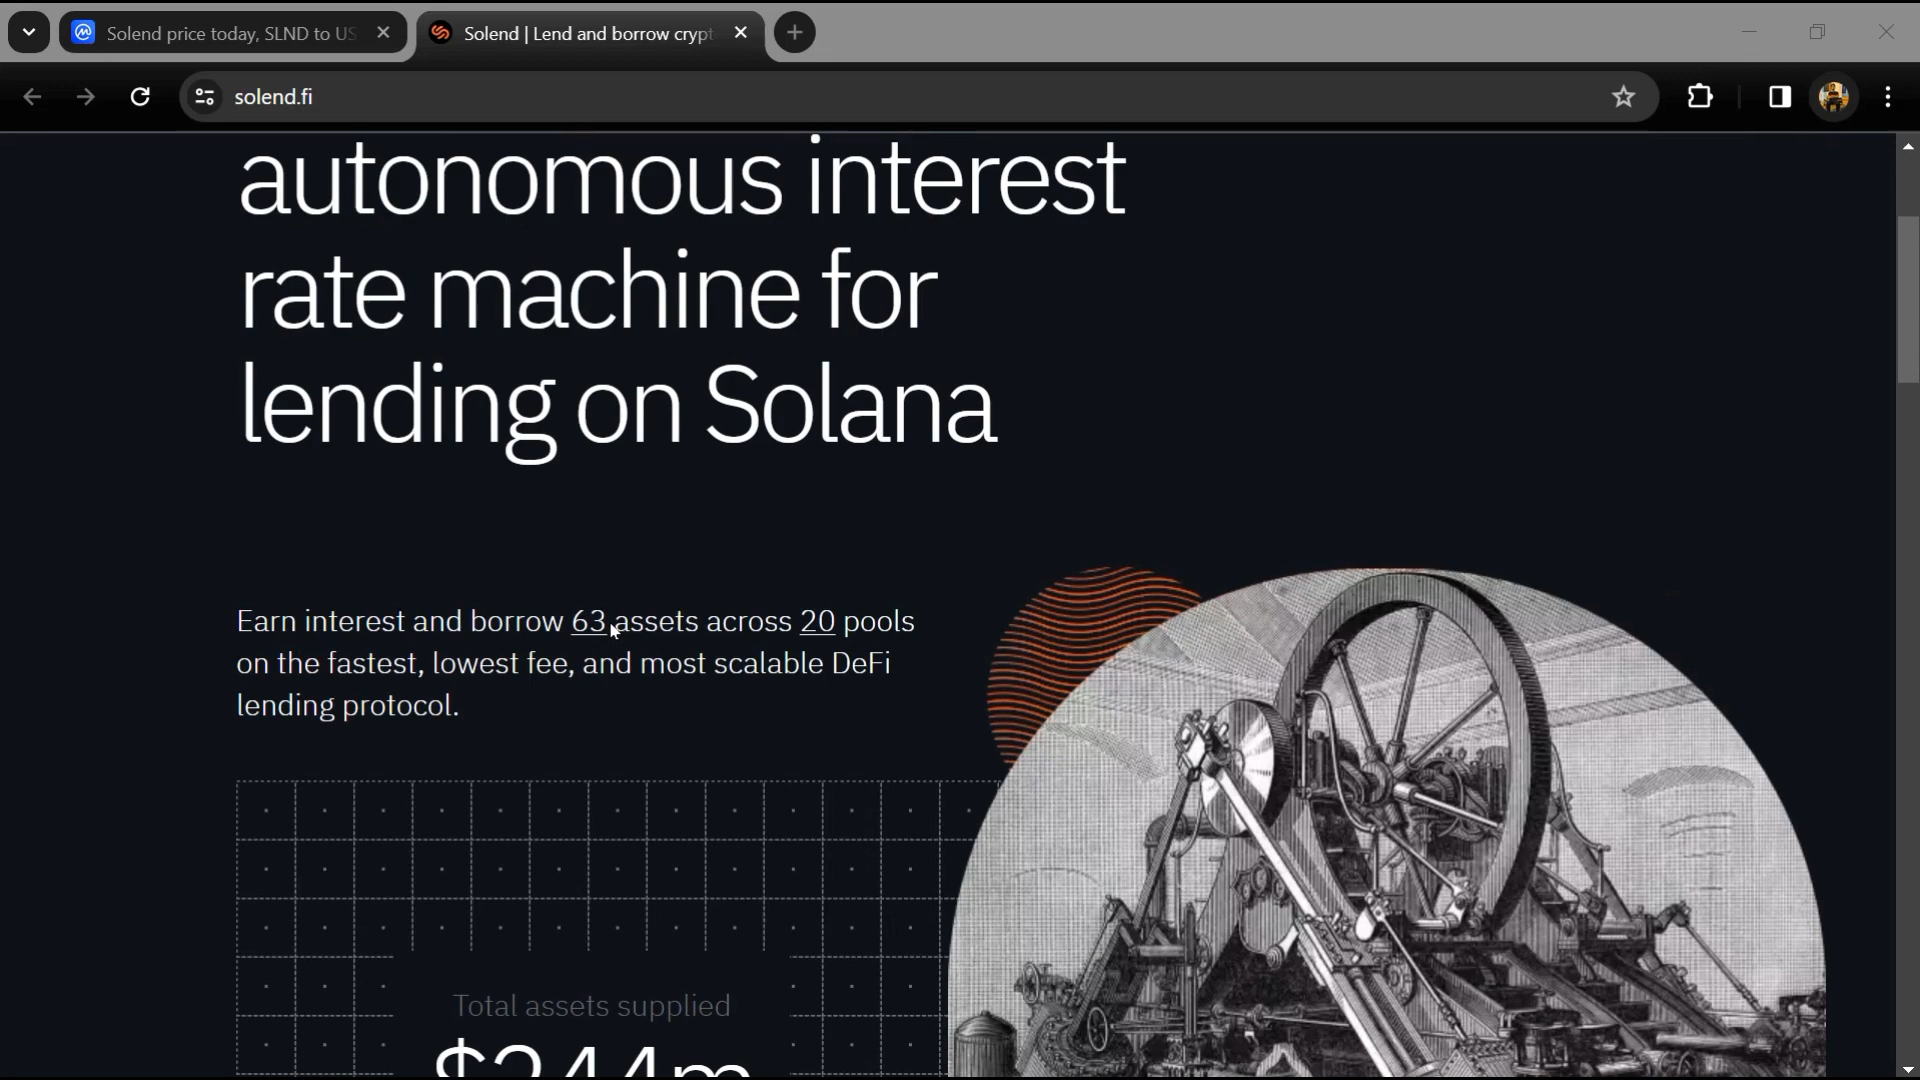 Solend price today, SLND to US
Solend | Lend and borrow crypt
solend.fi
autonomous interest
rate machine for
lending on Solana
Earn interest and borrow 63 assets across 20 pools
on the fastest, lowest fee, and most scalable DeFi
lending protocol.
Total assets supplied
$244m